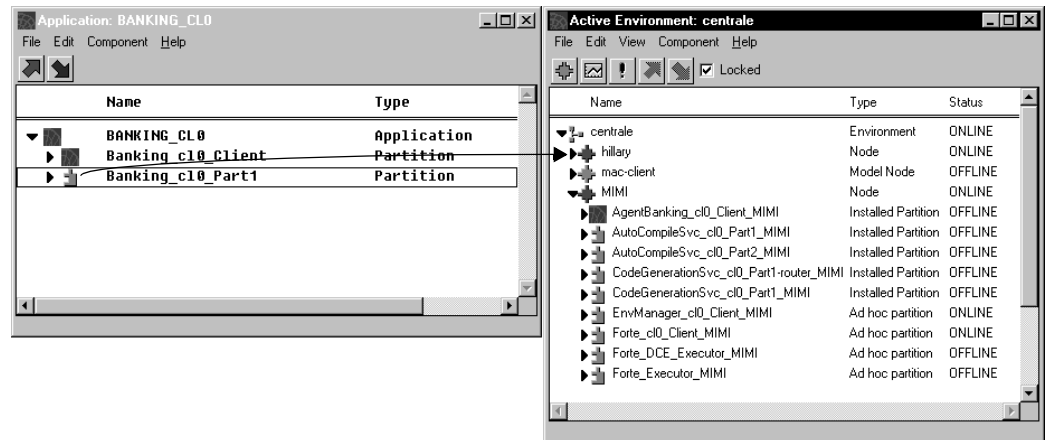 Application: BANKING_CL0
File Edit Component Help
Name Type
BANKING_CL0 Application
Banking_cl0_Client Partition
Banking_cl0_Part1 Partition
Active Environment: centrale
File Edit View Component Help
Locked
Name Type Status
centrale Environment ONLINE
hillary Node ONLINE
mac-client Model Node OFFLINE
MIMI Node ONLINE
AgentBanking_cl0_Client_MIMI Installed Partition OFFLINE
AutoCompileSvc_cl0_Part1_MIMI Installed Partition OFFLINE
AutoCompileSvc_cl0_Part2_MIMI Installed Partition OFFLINE
CodeGenerationSvc_cl0_Part1-router_MIMI Installed Partition OFFLINE
CodeGenerationSvc_cl0_Part1_MIMI Installed Partition OFFLINE
EnvManager_cl0_Client_MIMI Ad hoc partition ONLINE
Forte_cl0_Client_MIMI Ad hoc partition ONLINE
Forte_DCE_Executor_MIMI Ad hoc partition OFFLINE
Forte_Executor_MIMI Ad hoc partition OFFLINE